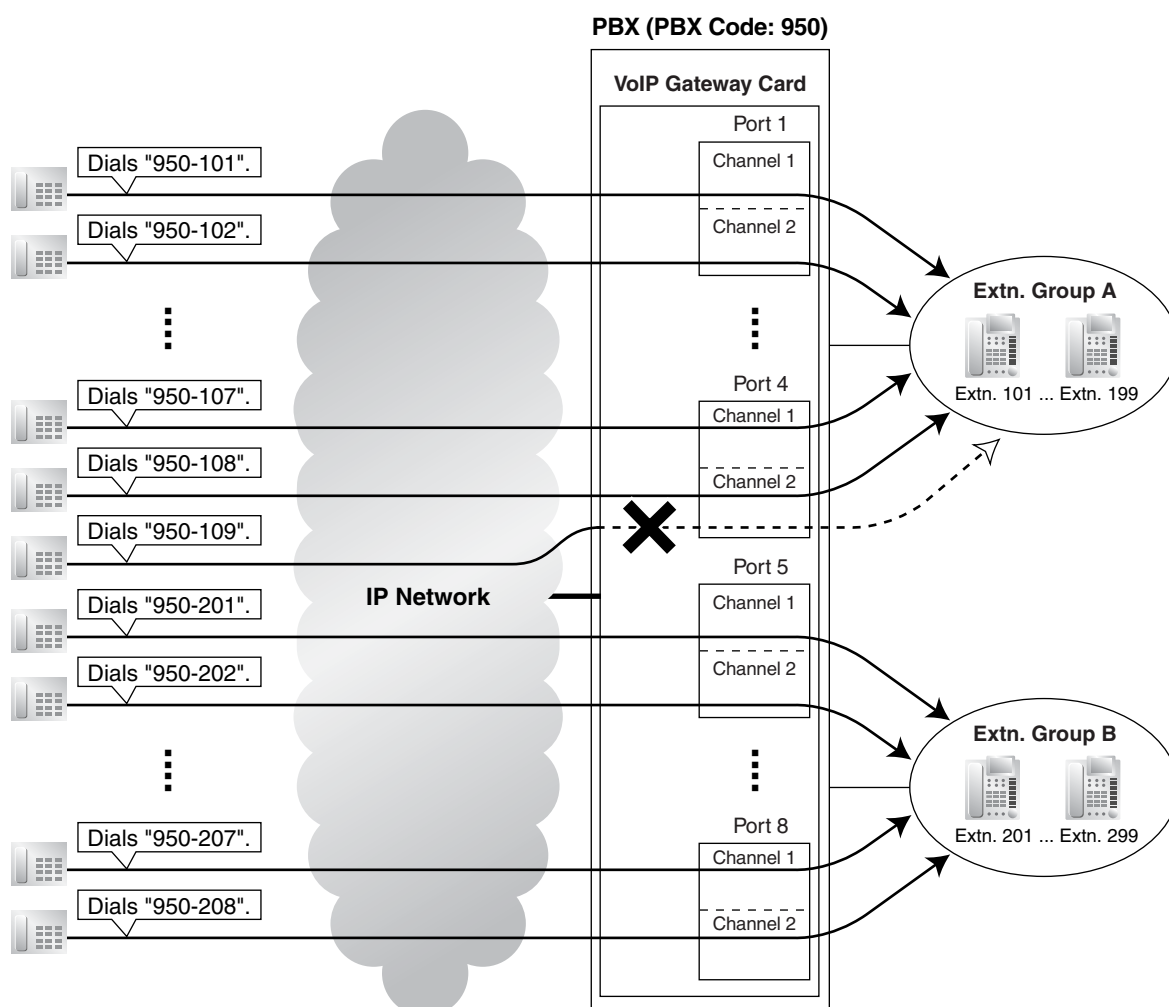 PBX (PBX Code: 950)
VoIP Gateway Card
Port 1
Dials "950-101".
Channel 1
Dials "950-102".
Channel 2
Extn. Group A
Extn. 101 ... Extn. 199
Port 4
Dials "950-107".
Channel 1
Dials "950-108".
Channel 2
Dials "950-109".
Port 5
IP Network
Dials "950-201".
Channel 1
Dials "950-202".
Channel 2
Extn. Group B
Extn. 201 ... Extn. 299
Port 8
Dials "950-207".
Channel 1
Dials "950-208".
Channel 2